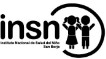 insn
Instituto Nacional de Salud del Niño
San Borja